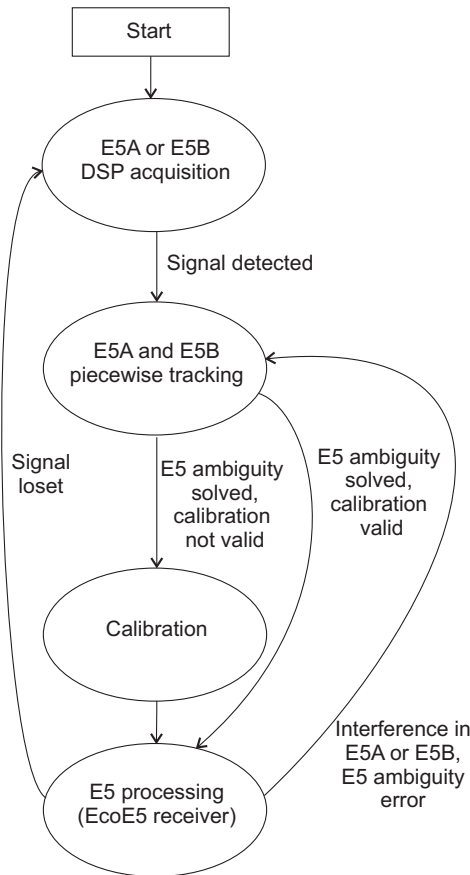 Start
E5A or E5B
DSP acquisition
Signal detected
E5A and E5B
piecewise tracking
Signal
loset
E5 ambiguity
solved,
calibration
not valid
E5 ambiguity
solved,
calibration
valid
Calibration
Interference in
E5A or E5B,
E5 ambiguity
error
E5 processing
(EcoE5 receiver)